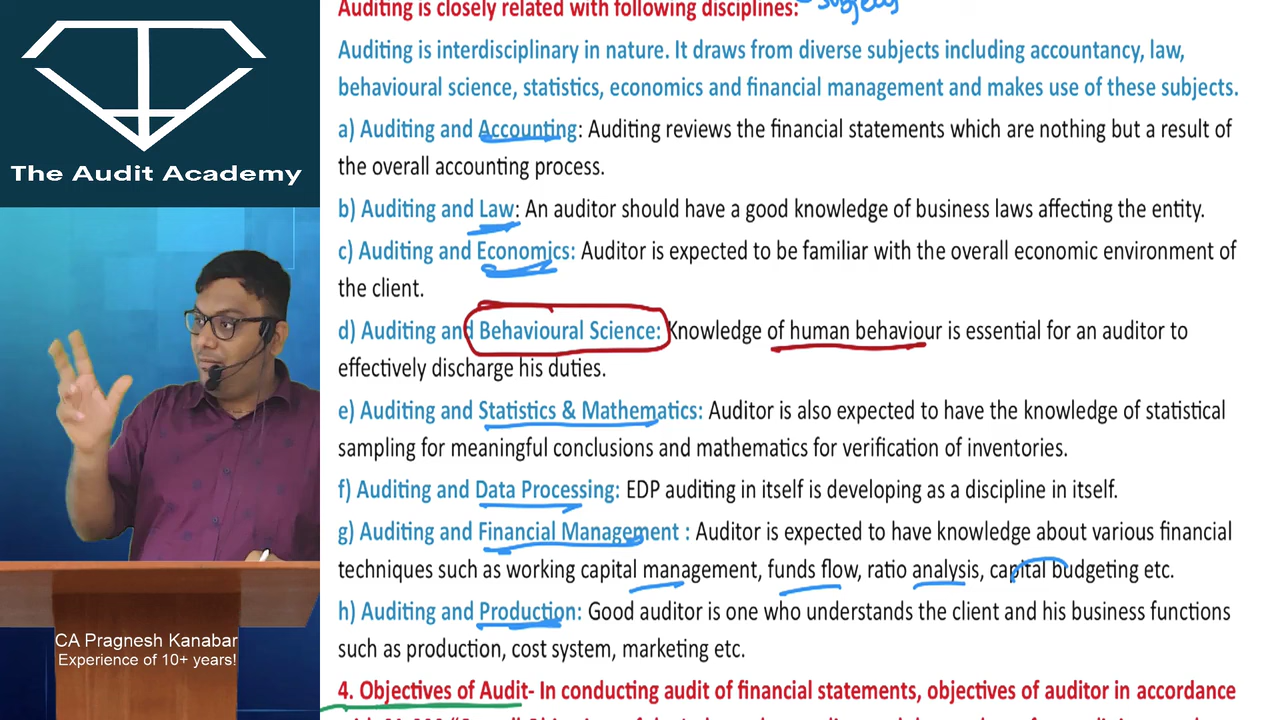 Auditing is closely related with following disciplines:
subjects
Auditing is interdisciplinary in nature. It draws from diverse subjects including accountancy, law,
behavioural science, statistics, economics and financial management and makes use of these subjects.
a) Auditing and Accounting: Auditing reviews the financial statements which are nothing but a result of
the overall accounting process.
b) Auditing and Law: An auditor should have a good knowledge of business laws affecting the entity.
c) Auditing and Economics: Auditor is expected to be familiar with the overall economic environment of
the client.
d) Auditing and Behavioural Science: Knowledge of human behaviour is essential for an auditor to
effectively discharge his duties.
e) Auditing and Statistics & Mathematics: Auditor is also expected to have the knowledge of statistical
sampling for meaningful conclusions and mathematics for verification of inventories.
f) Auditing and Data Processing: EDP auditing in itself is developing as a discipline in itself.
g) Auditing and Financial Management : Auditor is expected to have knowledge about various financial
techniques such as working capital management, funds flow, ratio analysis, capital budgeting etc.
h) Auditing and Production: Good auditor is one who understands the client and his business functions
such as production, cost system, marketing etc.
4. Objectives of Audit- In conducting audit of financial statements, objectives of auditor in accordance
The Audit Academy
CA Pragnesh Kanabar
Experience of 10+ years!